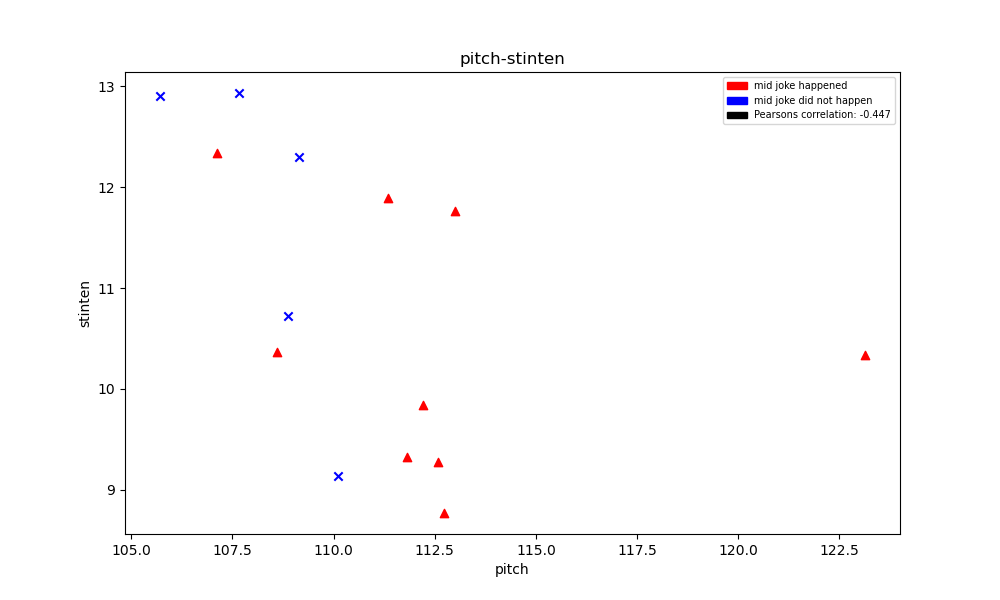 pitch-stinten
mid joke happened
mid joke did not happen
Pearsons correlation: -0.447
13
12
11
10
9
stinten
105.0 107.5 110.0 112.5 115.0 117.5 120.0 122.5
pitch